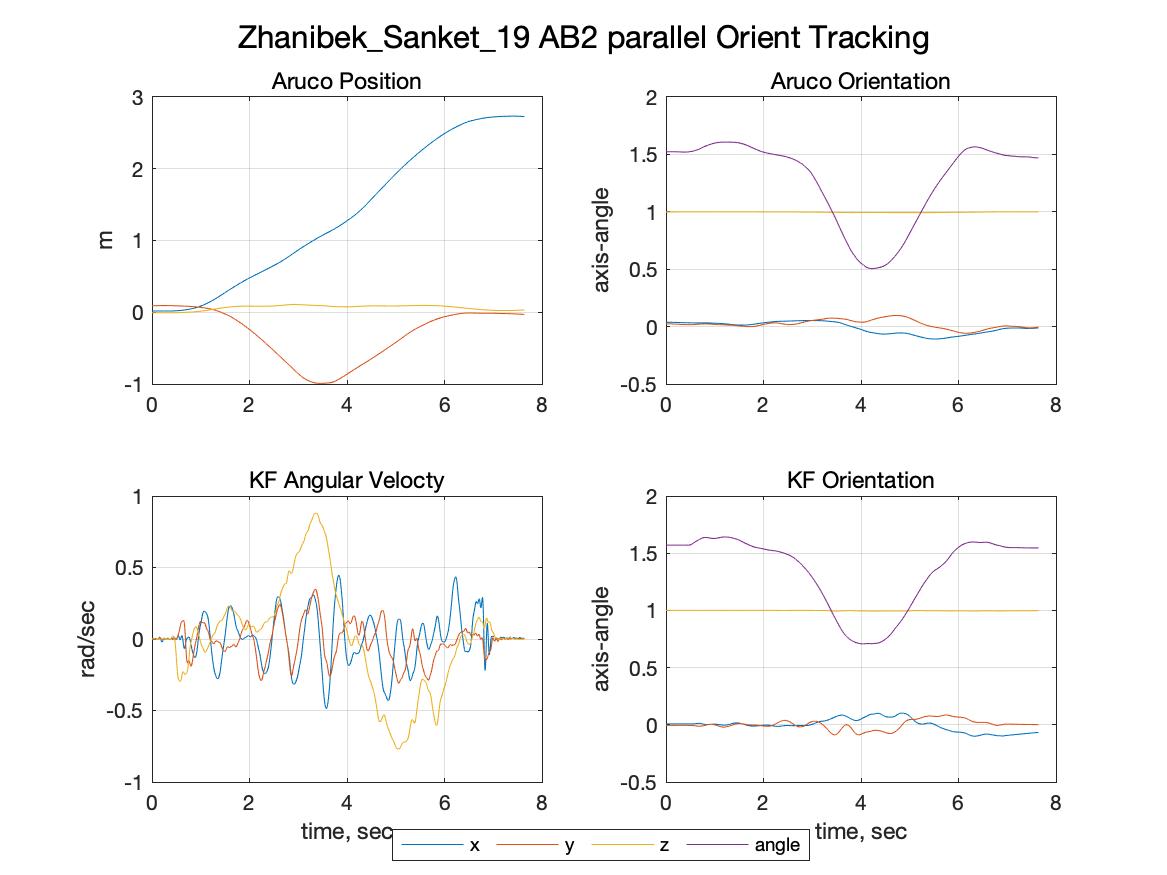 Zhanibek_Sanket_19 AB2 parallel Orient Tracking
Aruco Position
3
2
1
0
-1
m
0 2 4 6 8
Aruco Orientation
2
1.5
1
0.5
0
-0.5
axis-angle
0 2 4 6 8
KF Angular Velocty
1
0.5
0
-0.5
-1
rad/sec
0 2 4 6 8
time, sec
KF Orientation
2
1.5
1
0.5
0
-0.5
axis-angle
0 2 4 6 8
time, sec
x y z angle